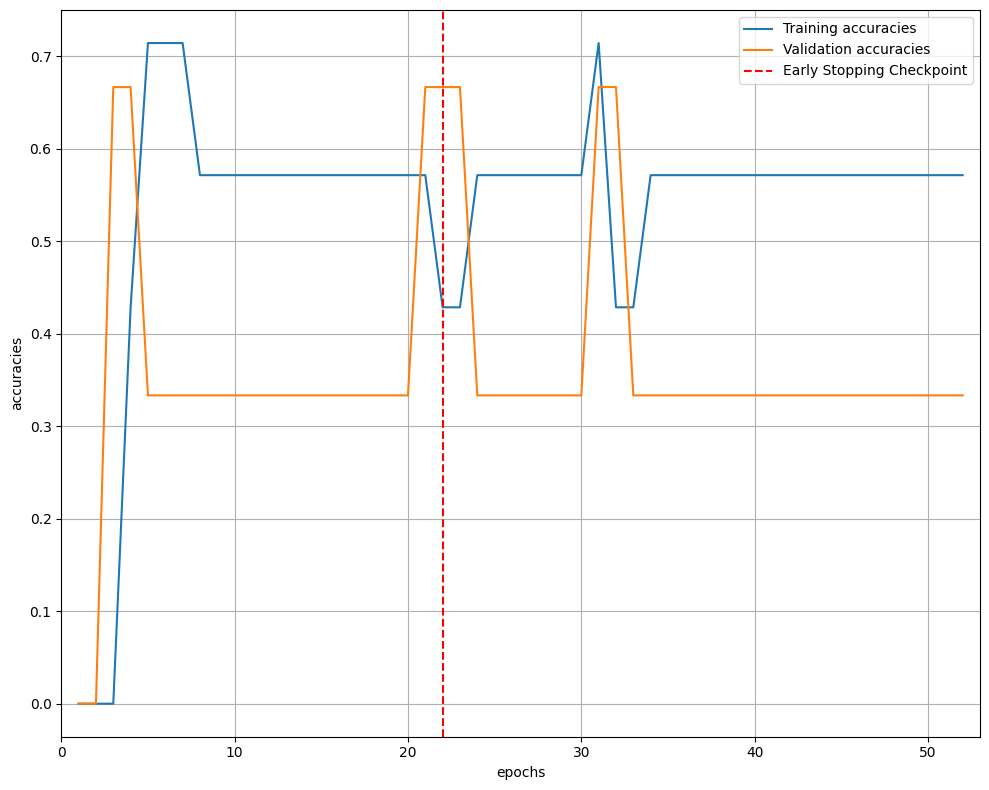 Training accuracies
Validation accuracies
Early Stopping Checkpoint
0.7
0.6
0.5
0.4
0.3
0.2
0.1
0.0
accuracies
0 10 20 30 40 50
epochs